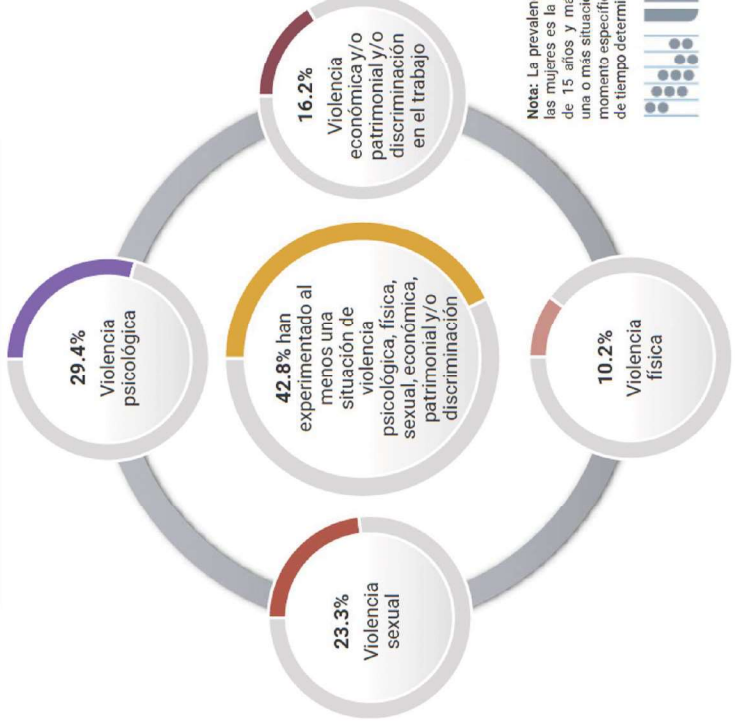 29.4%
Violencia
psicológica
23.3%
Violencia
sexual
42.8% han
experimentado al
menos una
situación de
violencia
psicológica, física,
sexual, económica,
patrimonial y/o
discriminación
16.2%
Violencia
económica y/o
patrimonial y/o
discriminación
en el trabajo
10.2%
Violencia
física
Nota: La prevalen
las mujeres es la
de 15 años y ma
una o más situaci
momento específi
de tiempo determi